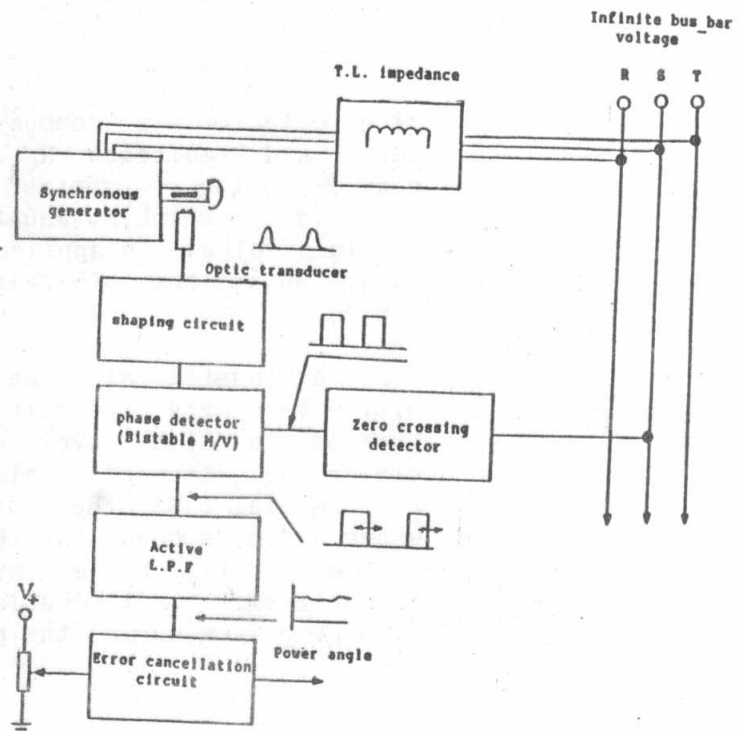 Infinite bus_bar
voltage
T.L. impedance
R S T
Synchronous
generator
Optic transducer
shaping circuit
phase detector
(Bistable M/V)
Zero crossing
detector
Active
L.P.F
V+
Power angle
Error cancellation
circuit